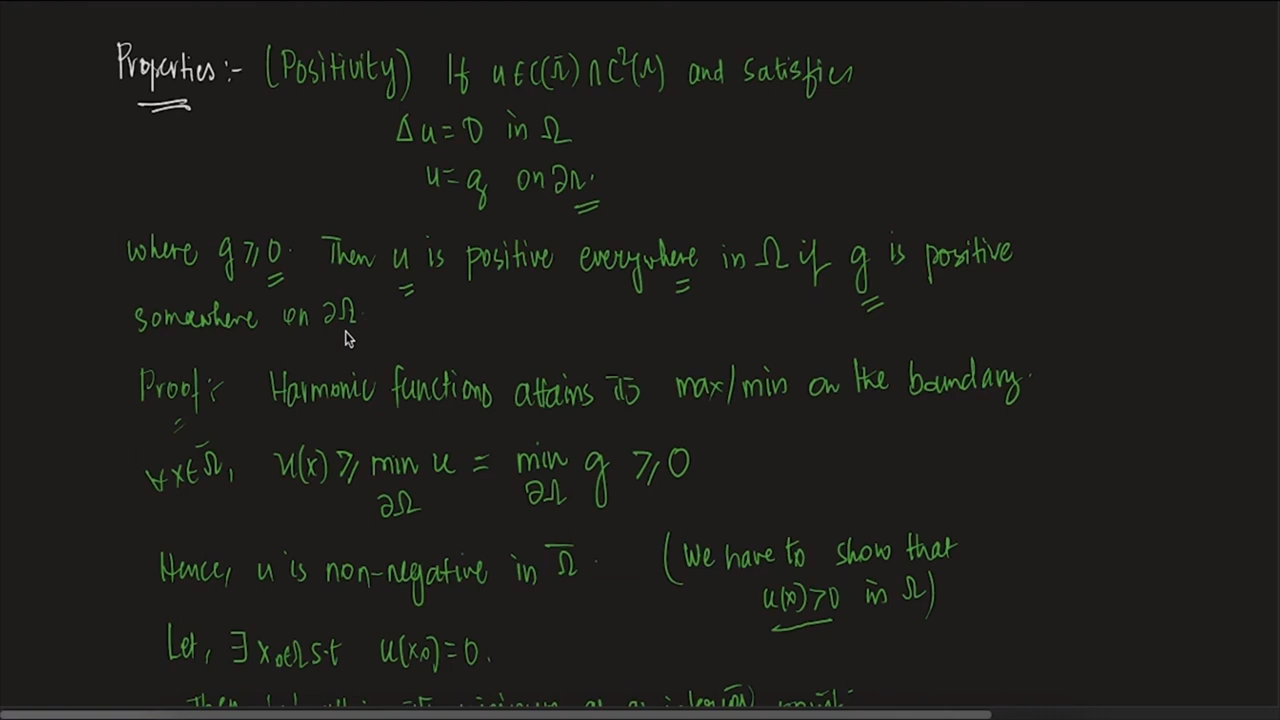 Properties :- (Positivity) If u∈C(Ω̄)∩C²(Ω) and satisfies
Δu = 0 in Ω
u = g on ∂Ω.
where g ≥ 0. Then u is positive everywhere in Ω if g is positive
somewhere on ∂Ω.
Proof :- Harmonic functions attains its max/min on the boundary.
∀x∈Ω̄, u(x) ≥ min u = min g ≥ 0
∂Ω ∂Ω
Hence, u is non-negative in Ω̄. (We have to show that
u(x)>0 in Ω)
Let, ∃ x₀∈Ω s.t u(x₀)=0.
Then